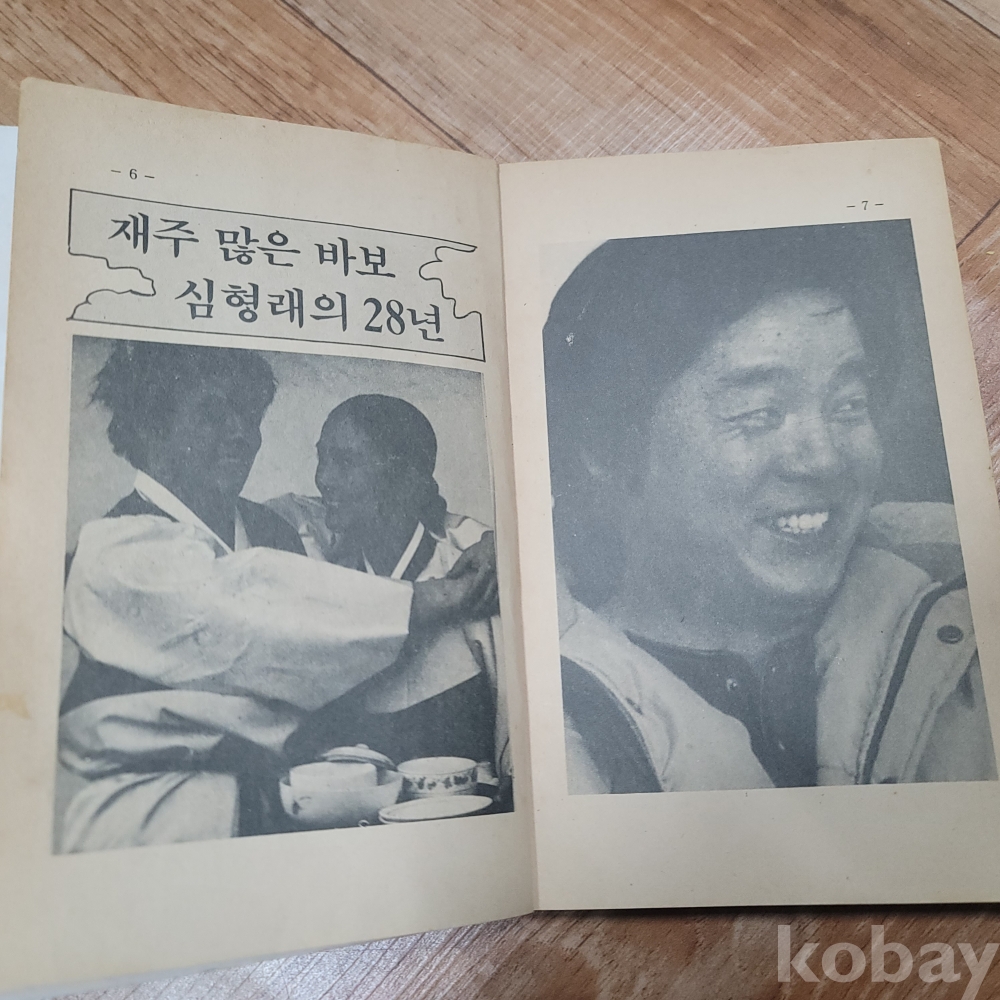 - 6 -
재주 많은 바보
심형래의 28년
- 7 -
kobay